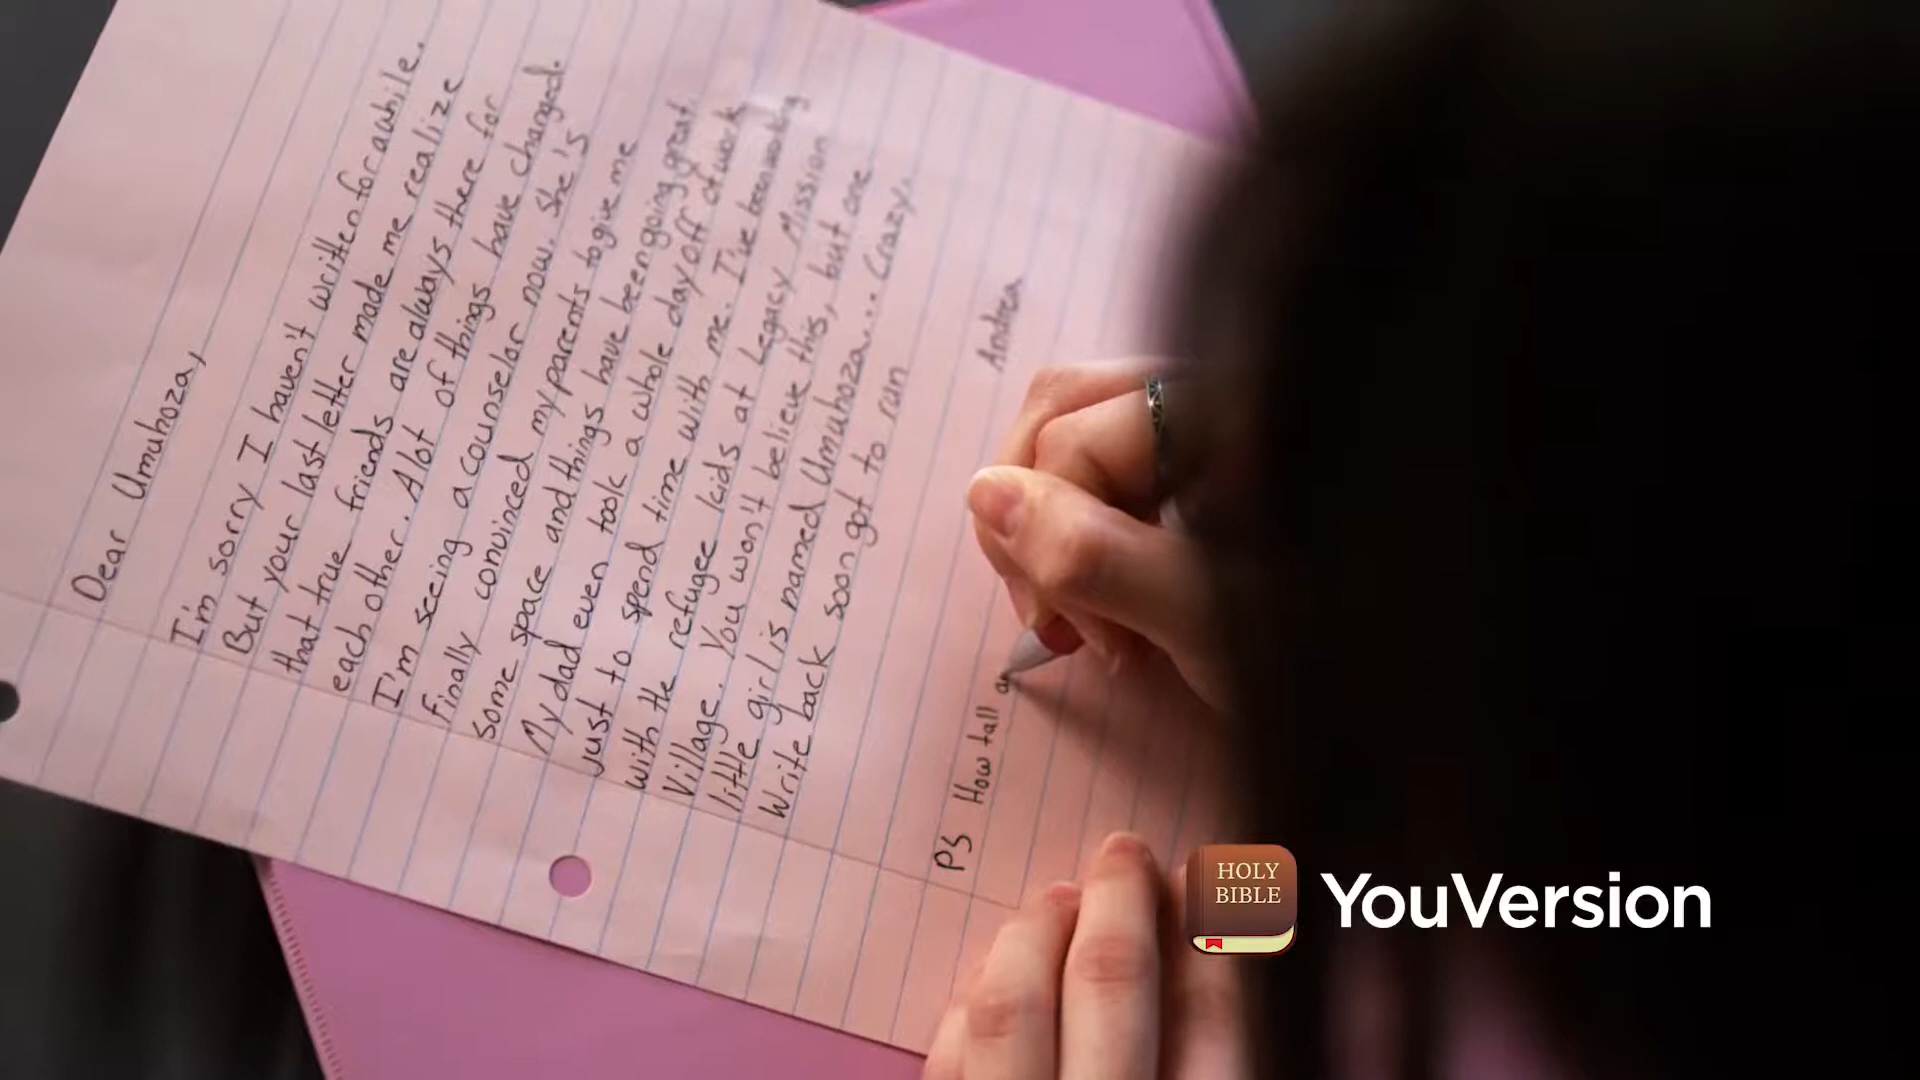 Dear Umuhoza,
I'm sorry I haven't written for awhile.
But your last letter made me realize
that true friends are always there for
each other. Alot of things have changed.
I'm seeing a counselor now. She's
finally convinced my parents to give me
some space and things have been going great.
My dad even took a whole day off of work
just to spend time with me. I've been working
with the refugee kids at Legacy Mission
Village. You won't believe this, but one
little girl is named Umuhoza... Crazy.
Write back soon got to run
Andrea
PS How tall a
HOLY
BIBLE
YouVersion